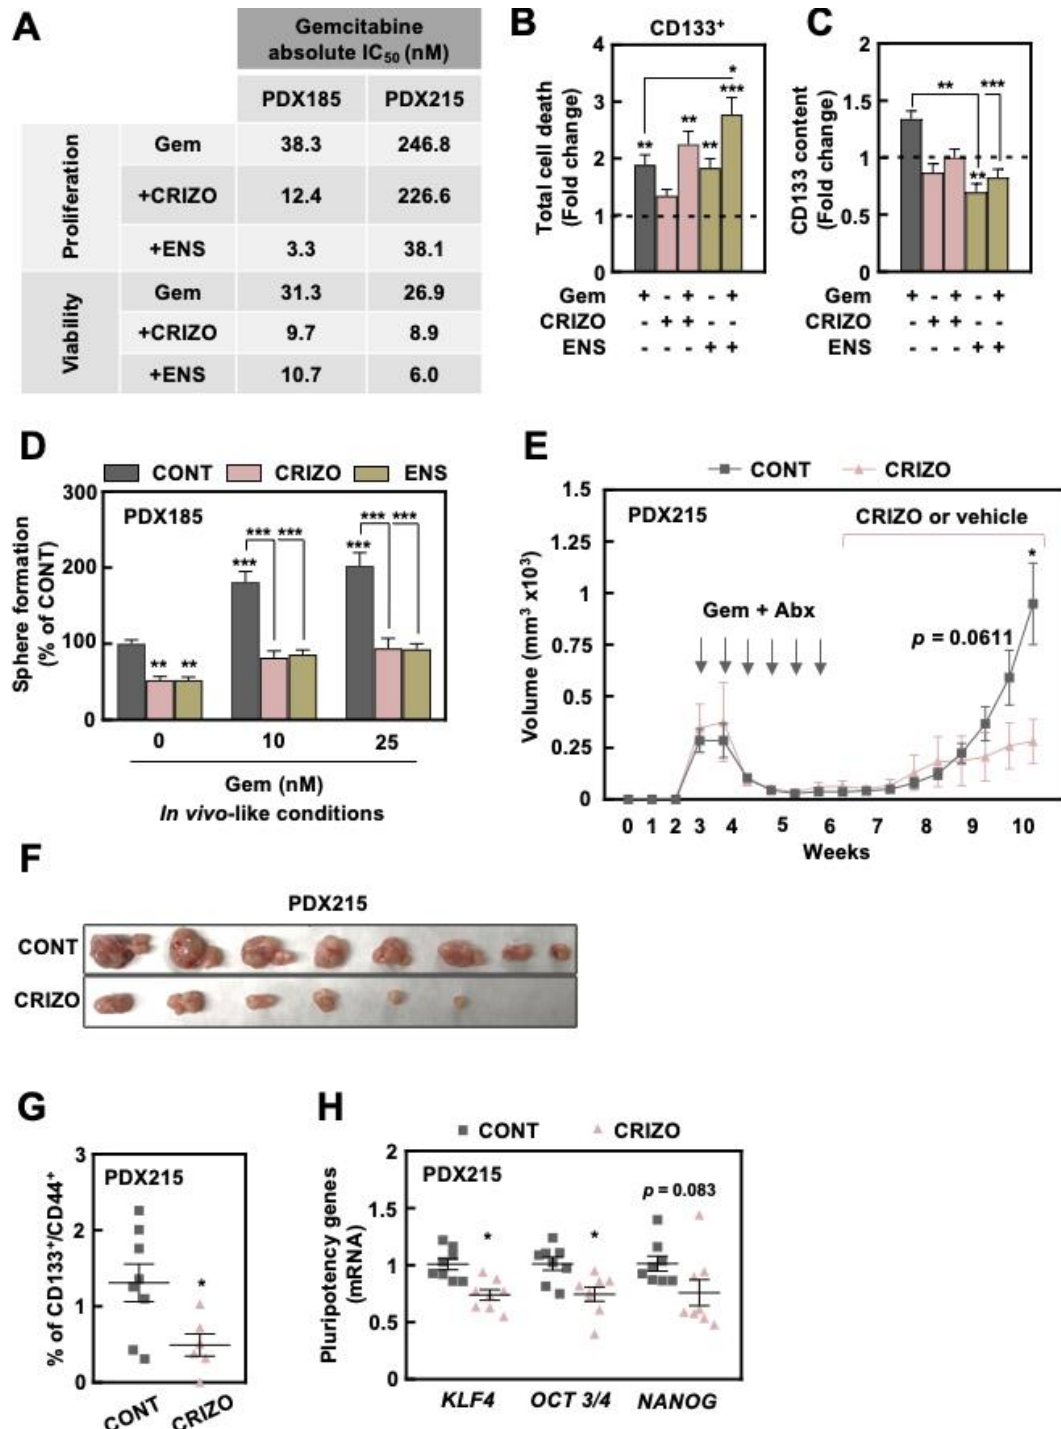 A
Gemcitabine
absolute IC50 (nM)
PDX185 PDX215
Proliferation
Gem 38.3 246.8
+CRIZO 12.4 226.6
+ENS 3.3 38.1
Viability
Gem 31.3 26.9
+CRIZO 9.7 8.9
+ENS 10.7 6.0
B
CD133+
Total cell death
(Fold change)
4
3
2
1
0
*
***
**
**
**
Gem + - + - +
CRIZO - + + - -
ENS - - - + +
C
CD133 content
(Fold change)
2
1.5
1
0.5
0
**
***
**
Gem + - + - +
CRIZO - + + - -
ENS - - - + +
D
CONT CRIZO ENS
PDX185
Sphere formation
(% of CONT)
300
200
100
0
** **
***
*** ***
***
*** ***
0 10 25
Gem (nM)
In vivo-like conditions
E
CONT CRIZO
PDX215
CRIZO or vehicle
Volume (mm3 x103)
1.5
1.25
1
0.75
0.5
0.25
0
Gem + Abx
p = 0.0611
*
0 1 2 3 4 5 6 7 8 9 10
Weeks
F
PDX215
CONT
CRIZO
G
PDX215
% of CD133+/CD44+
3
2
1
0
*
CONT CRIZO
H
CONT CRIZO
PDX215
Pluripotency genes
(mRNA)
2
1.5
1
0.5
0
*
*
p = 0.083
KLF4 OCT 3/4 NANOG